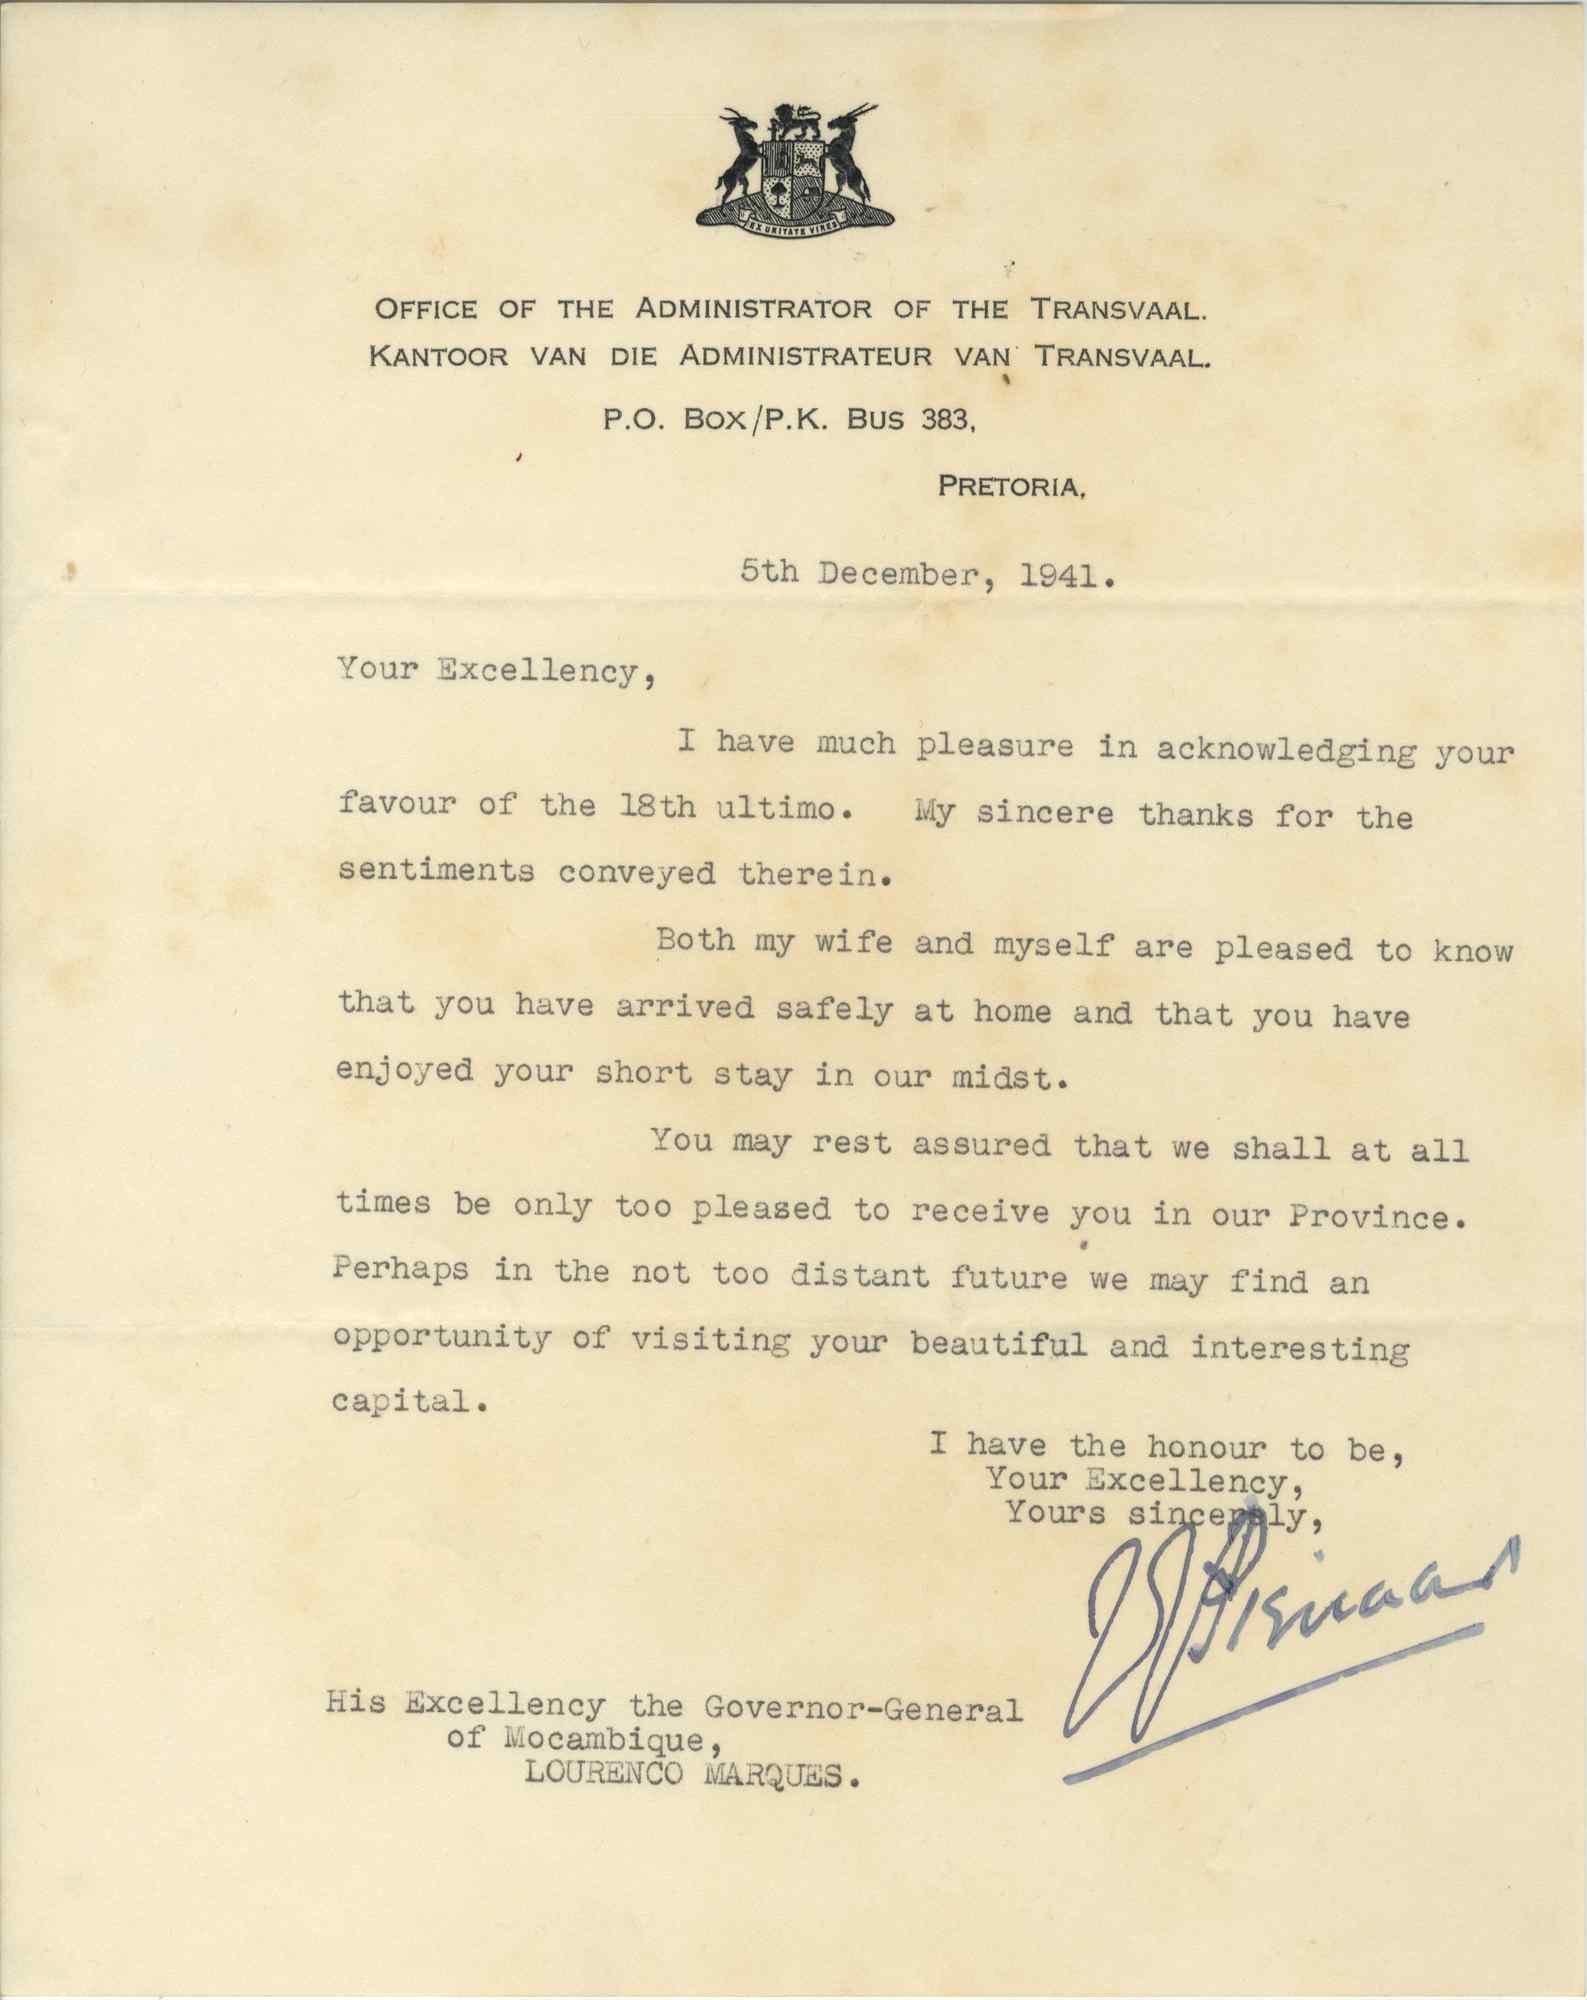 EX UNITATE VIRES
OFFICE OF THE ADMINISTRATOR OF THE TRANSVAAL.
KANTOOR VAN DIE ADMINISTRATEUR VAN TRANSVAAL.
P.O. BOX/P.K. BUS 383,
PRETORIA.
5th December, 1941.
Your Excellency,
I have much pleasure in acknowledging your
favour of the 18th ultimo. My sincere thanks for the
sentiments conveyed therein.
Both my wife and myself are pleased to know
that you have arrived safely at home and that you have
enjoyed your short stay in our midst.
You may rest assured that we shall at all
times be only too pleased to receive you in our Province.
Perhaps in the not too distant future we may find an
opportunity of visiting your beautiful and interesting
capital.
I have the honour to be,
Your Excellency,
Yours sincerely,
JJ Pienaar
His Excellency the Governor-General
of Mocambique,
LOURENCO MARQUES.